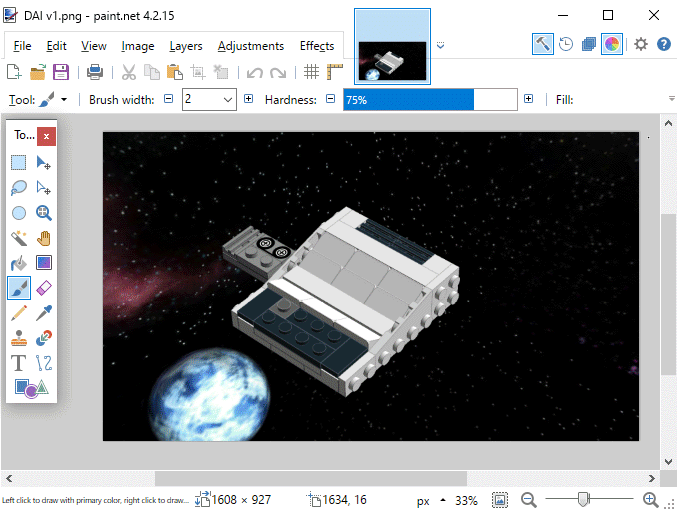 DAI v1.png - paint.net 4.2.15
File Edit View Image Layers Adjustments Effects
Tool: Brush width: 2 Hardness: 75% Fill:
To... x
T
Left click to draw with primary color, right click to draw... 1608 × 927 1634, 16 px 33%